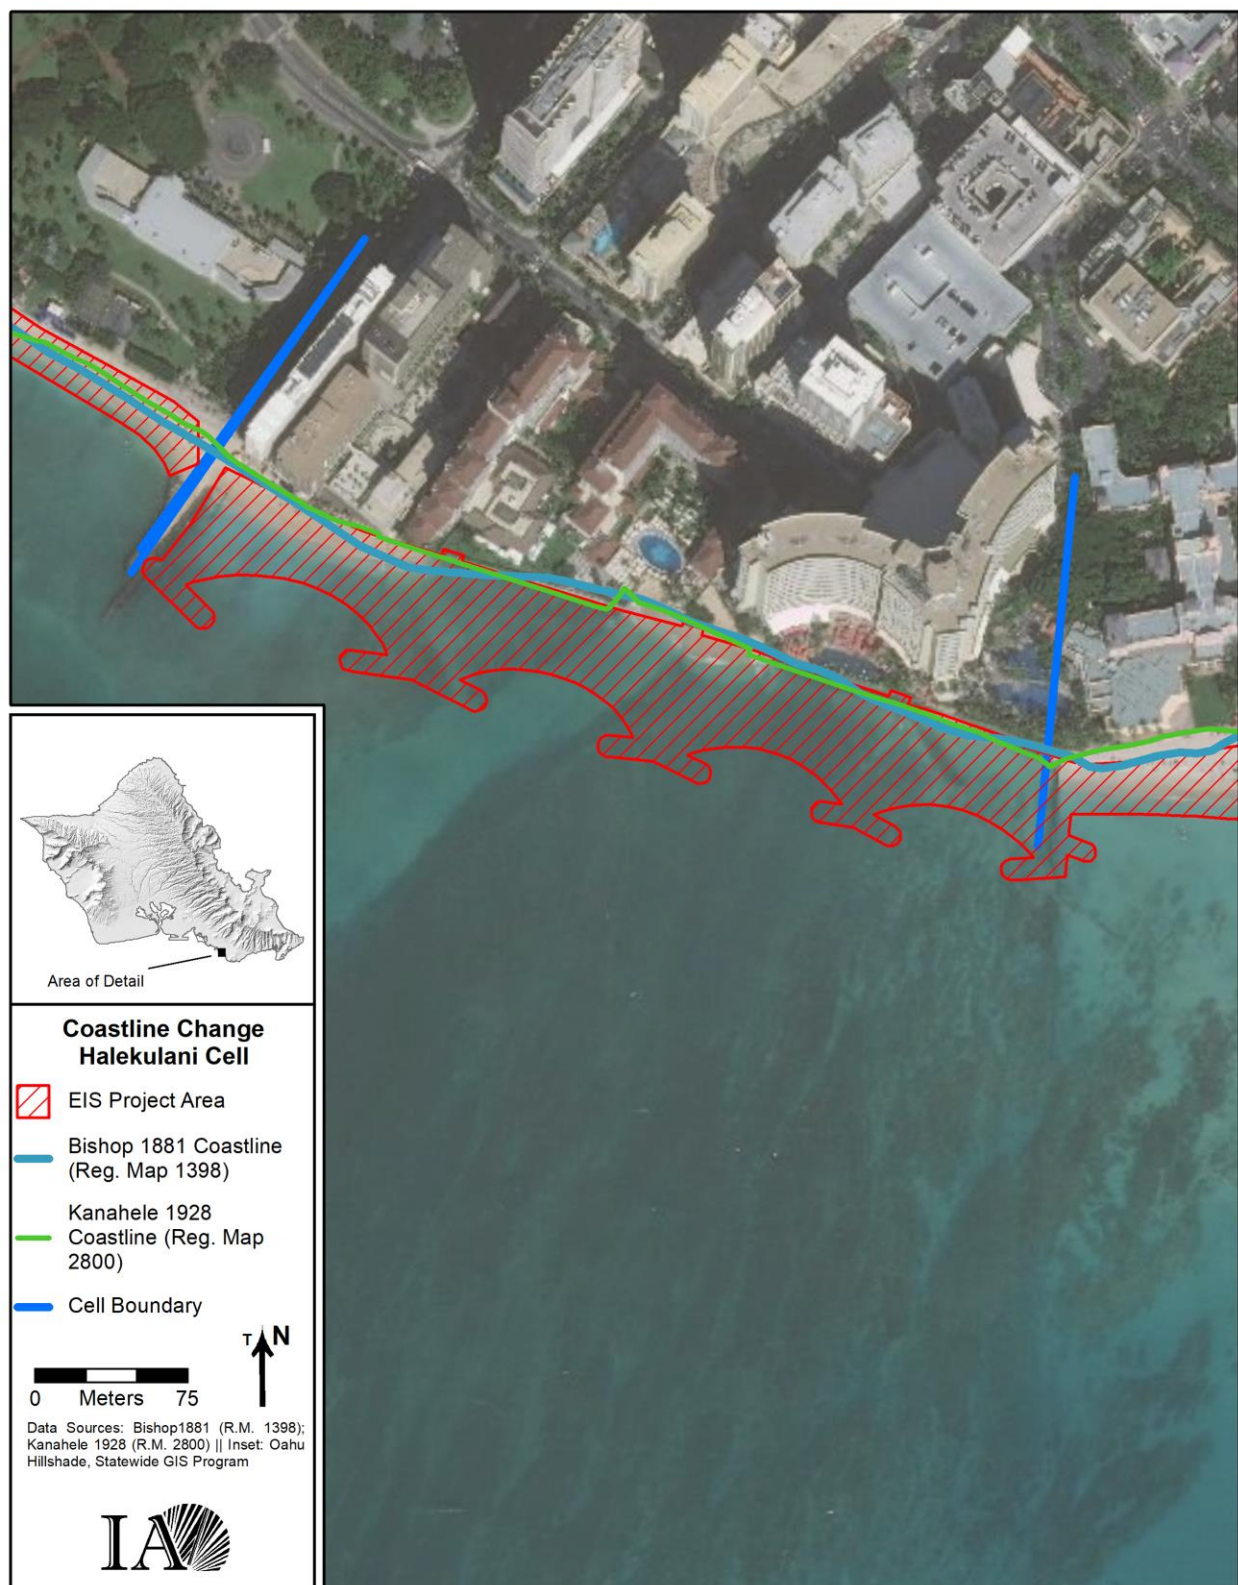 Area of Detail
Coastline Change
Halekulani Cell
EIS Project Area
Bishop 1881 Coastline
(Reg. Map 1398)
Kanahele 1928
Coastline (Reg. Map
2800)
Cell Boundary
T N
0 Meters 75
Data Sources: Bishop1881 (R.M. 1398);
Kanahele 1928 (R.M. 2800) || Inset: Oahu
Hillshade, Statewide GIS Program
IA